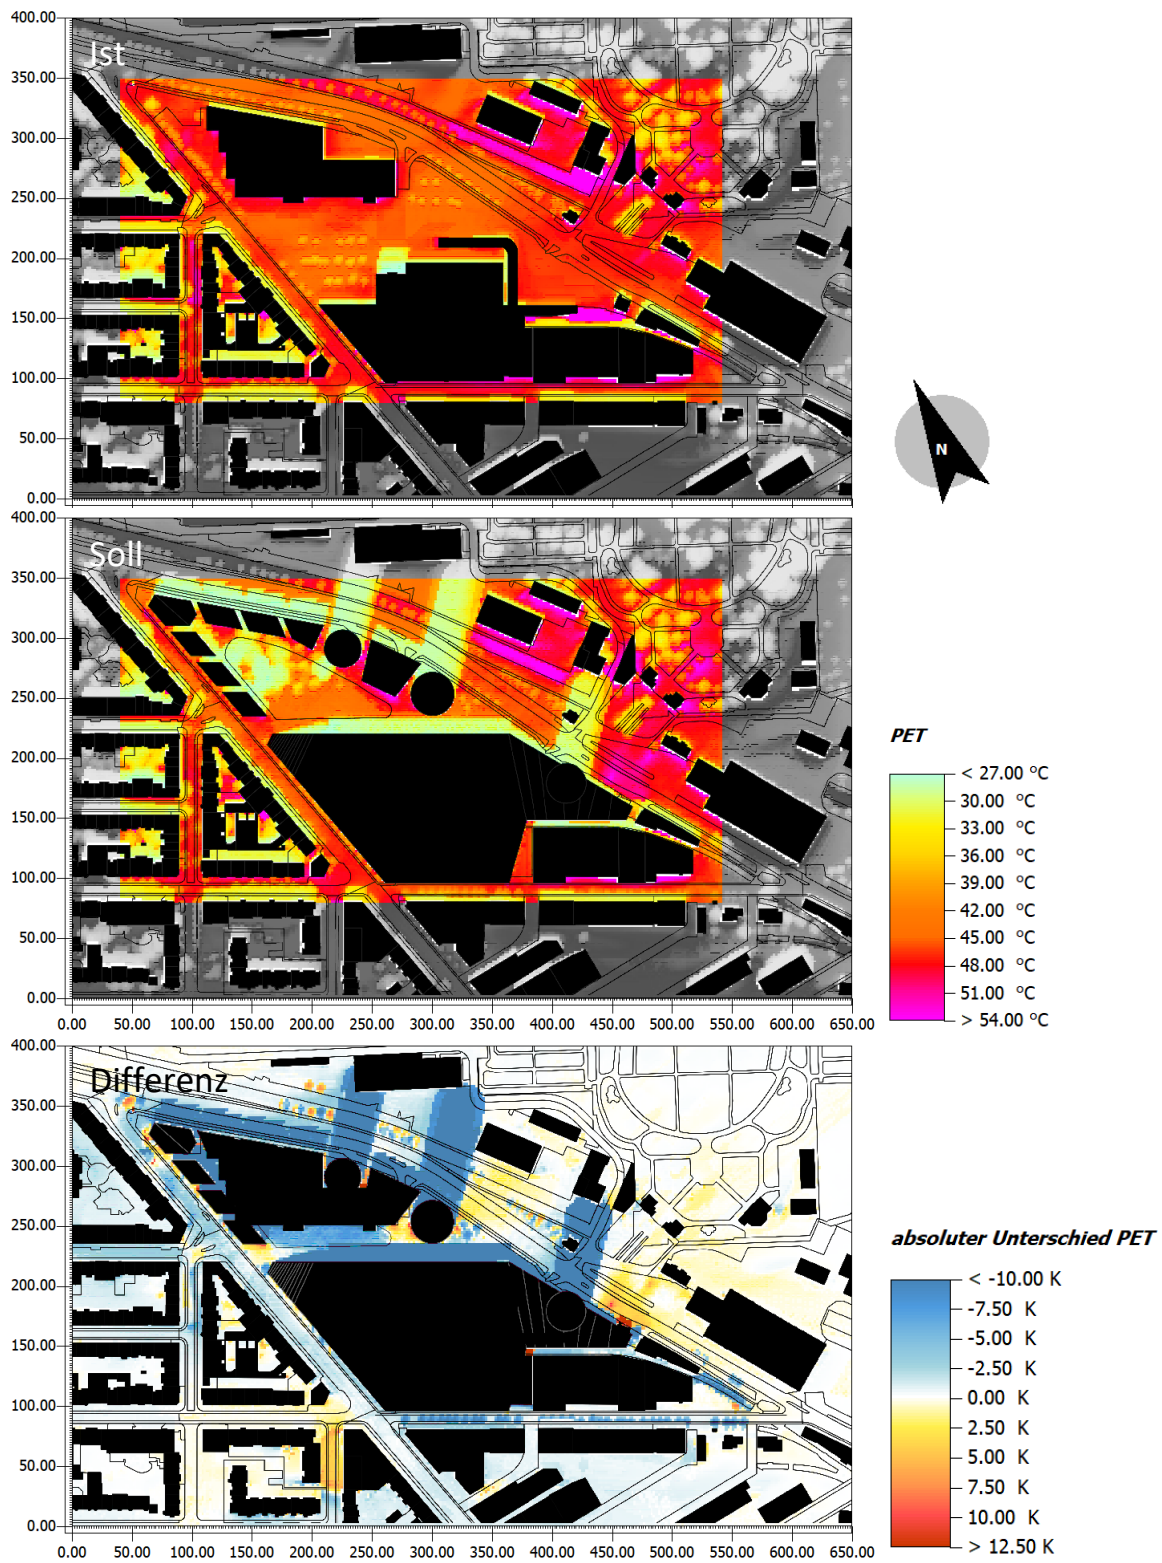 400.00
Ist
350.00
300.00
250.00
200.00
150.00
100.00
50.00
0.00
N
400.00
Soll
350.00
300.00
250.00
200.00
150.00
100.00
50.00
0.00
0.00 50.00 100.00 150.00 200.00 250.00 300.00 350.00 400.00 450.00 500.00 550.00 600.00 650.00
PET
< 27.00 °C
30.00 °C
33.00 °C
36.00 °C
39.00 °C
42.00 °C
45.00 °C
48.00 °C
51.00 °C
> 54.00 °C
400.00
Differenz
350.00
300.00
250.00
200.00
150.00
100.00
50.00
0.00
0.00 50.00 100.00 150.00 200.00 250.00 300.00 350.00 400.00 450.00 500.00 550.00 600.00 650.00
absoluter Unterschied PET
< -10.00 K
-7.50 K
-5.00 K
-2.50 K
0.00 K
2.50 K
5.00 K
7.50 K
10.00 K
> 12.50 K